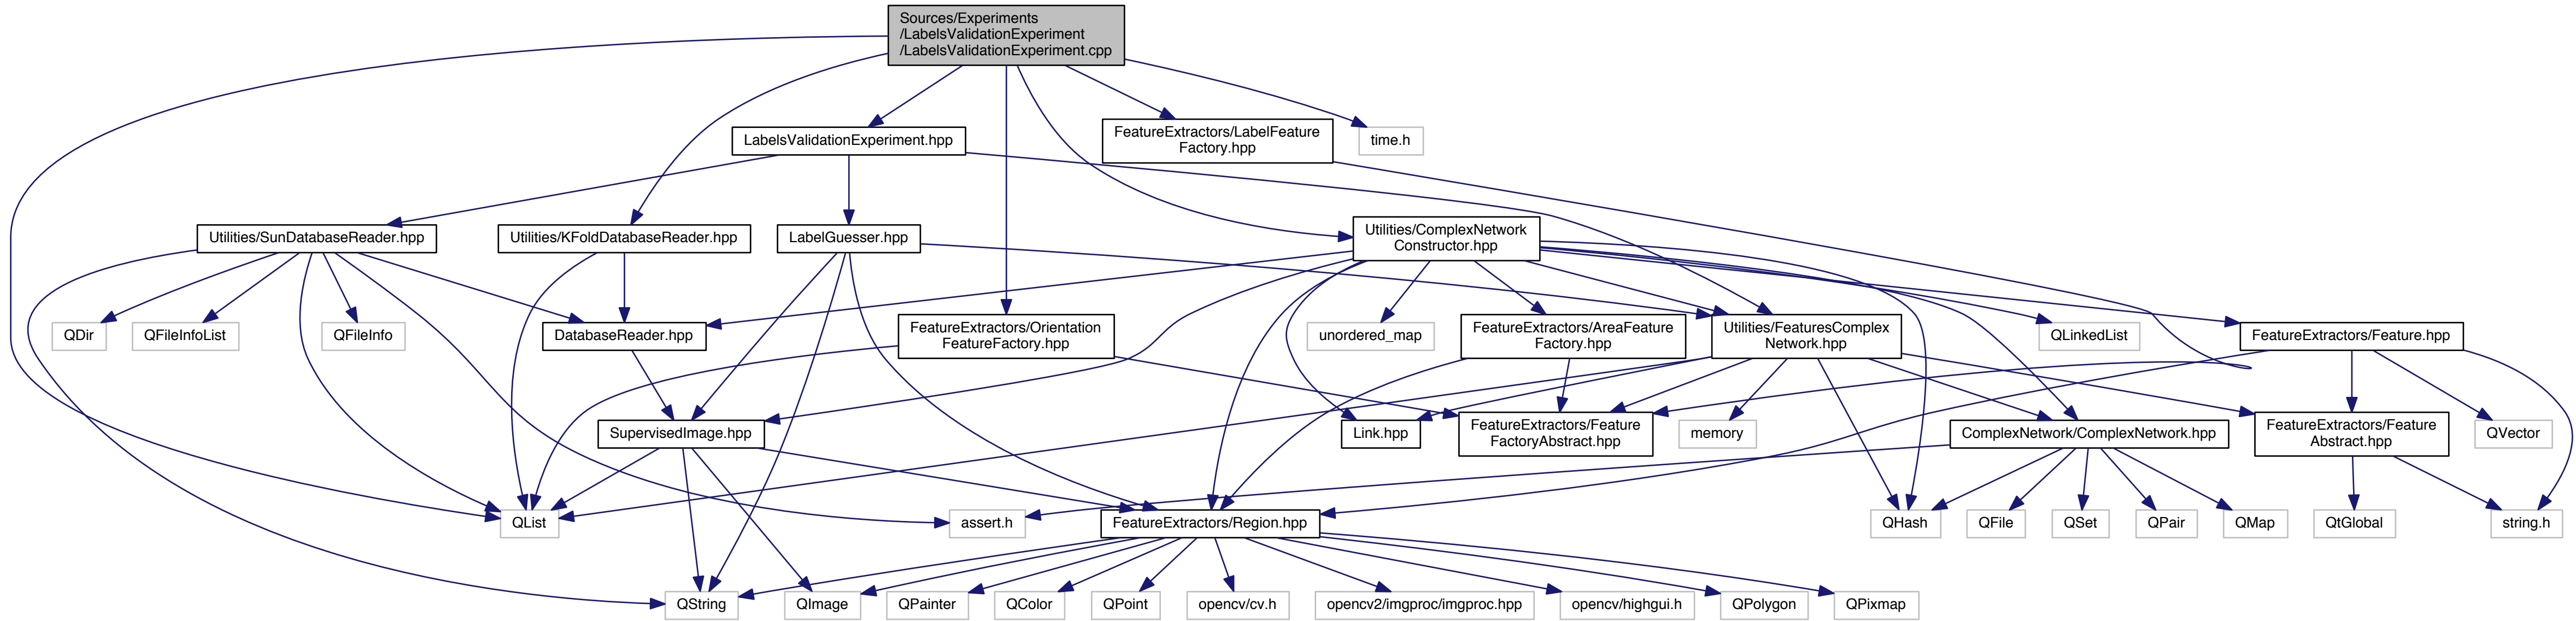 Sources/Experiments
/LabelsValidationExperiment
/LabelsValidationExperiment.cpp
LabelsValidationExperiment.hpp
FeatureExtractors/LabelFeature
Factory.hpp
time.h
Utilities/SunDatabaseReader.hpp
Utilities/KFoldDatabaseReader.hpp
LabelGuesser.hpp
Utilities/ComplexNetwork
Constructor.hpp
QDir
QFileInfoList
QFileInfo
DatabaseReader.hpp
FeatureExtractors/Orientation
FeatureFactory.hpp
unordered_map
FeatureExtractors/AreaFeature
Factory.hpp
Utilities/FeaturesComplex
Network.hpp
QLinkedList
FeatureExtractors/Feature.hpp
SupervisedImage.hpp
Link.hpp
FeatureExtractors/Feature
FactoryAbstract.hpp
memory
ComplexNetwork/ComplexNetwork.hpp
FeatureExtractors/Feature
Abstract.hpp
QVector
QList
assert.h
FeatureExtractors/Region.hpp
QHash
QFile
QSet
QPair
QMap
QtGlobal
string.h
QString
QImage
QPainter
QColor
QPoint
opencv/cv.h
opencv2/imgproc/imgproc.hpp
opencv/highgui.h
QPolygon
QPixmap